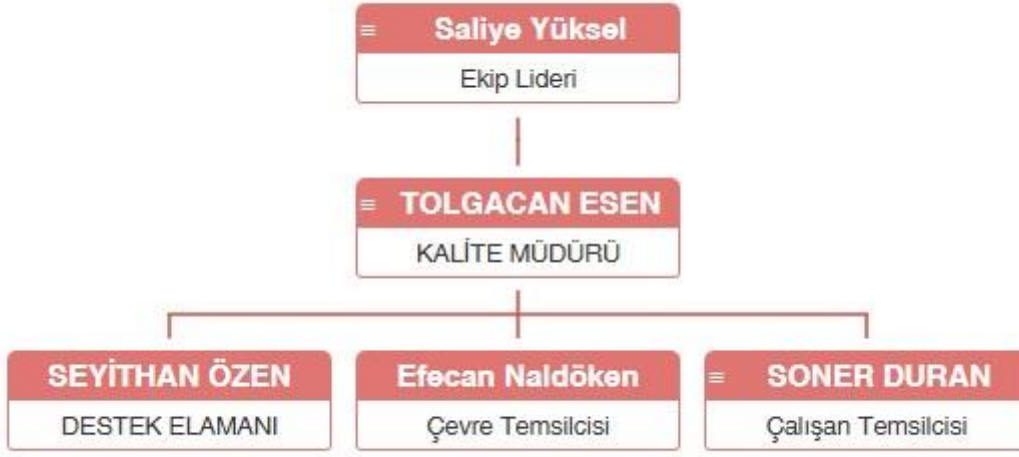 Saliye Yüksel
Ekip Lideri
TOLGACAN ESEN
KALİTE MÜDÜRÜ
SEYİTHAN ÖZEN
DESTEK ELAMANI
Efecan Naldöken
Çevre Temsilcisi
SONER DURAN
Çalışan Temsilcisi